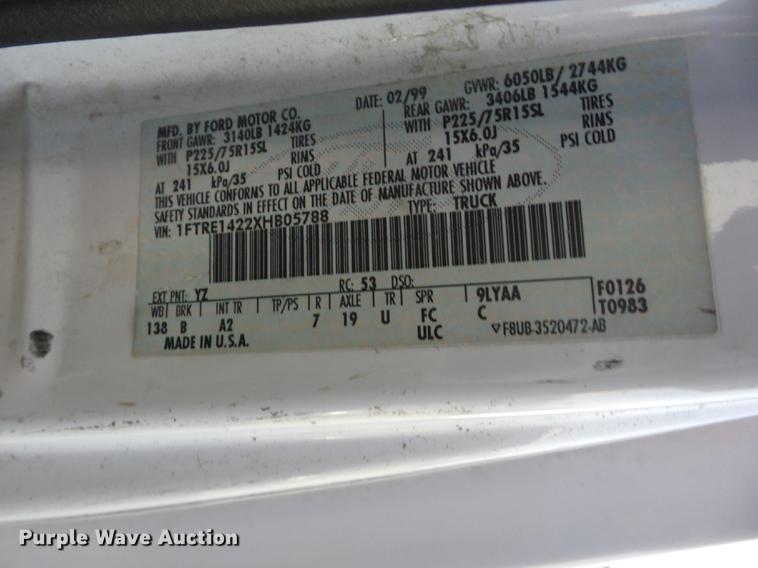 MFD. BY FORD MOTOR CO.
DATE: 02/99
GVWR: 6050LB/ 2744KG
FRONT GAWR: 3140LB 1424KG
REAR GAWR: 3406LB 1544KG
WITH P225/75R15SL TIRES
WITH P225/75R15SL TIRES
15X6.0J RINS
15X6.0J RINS
AT 241 kPa/35 PSI COLD
AT 241 kPa/35 PSI COLD
THIS VEHICLE CONFORMS TO ALL APPLICABLE FEDERAL MOTOR VEHICLE
SAFETY STANDARDS IN EFFECT ON THE DATE OF MANUFACTURE SHOWN ABOVE.
VIN: 1FTRE1422XHB05788
TYPE: TRUCK
EXT PNT: YZ
RC: 53 DSO:
WB BRK INT TR TP/PS R AXLE TR SPR 9LYAA
138 B A2 7 19 U FC C
ULC
F0126
T0983
MADE IN U.S.A.
▽F8UB-3520472-AB
Purple Wave Auction